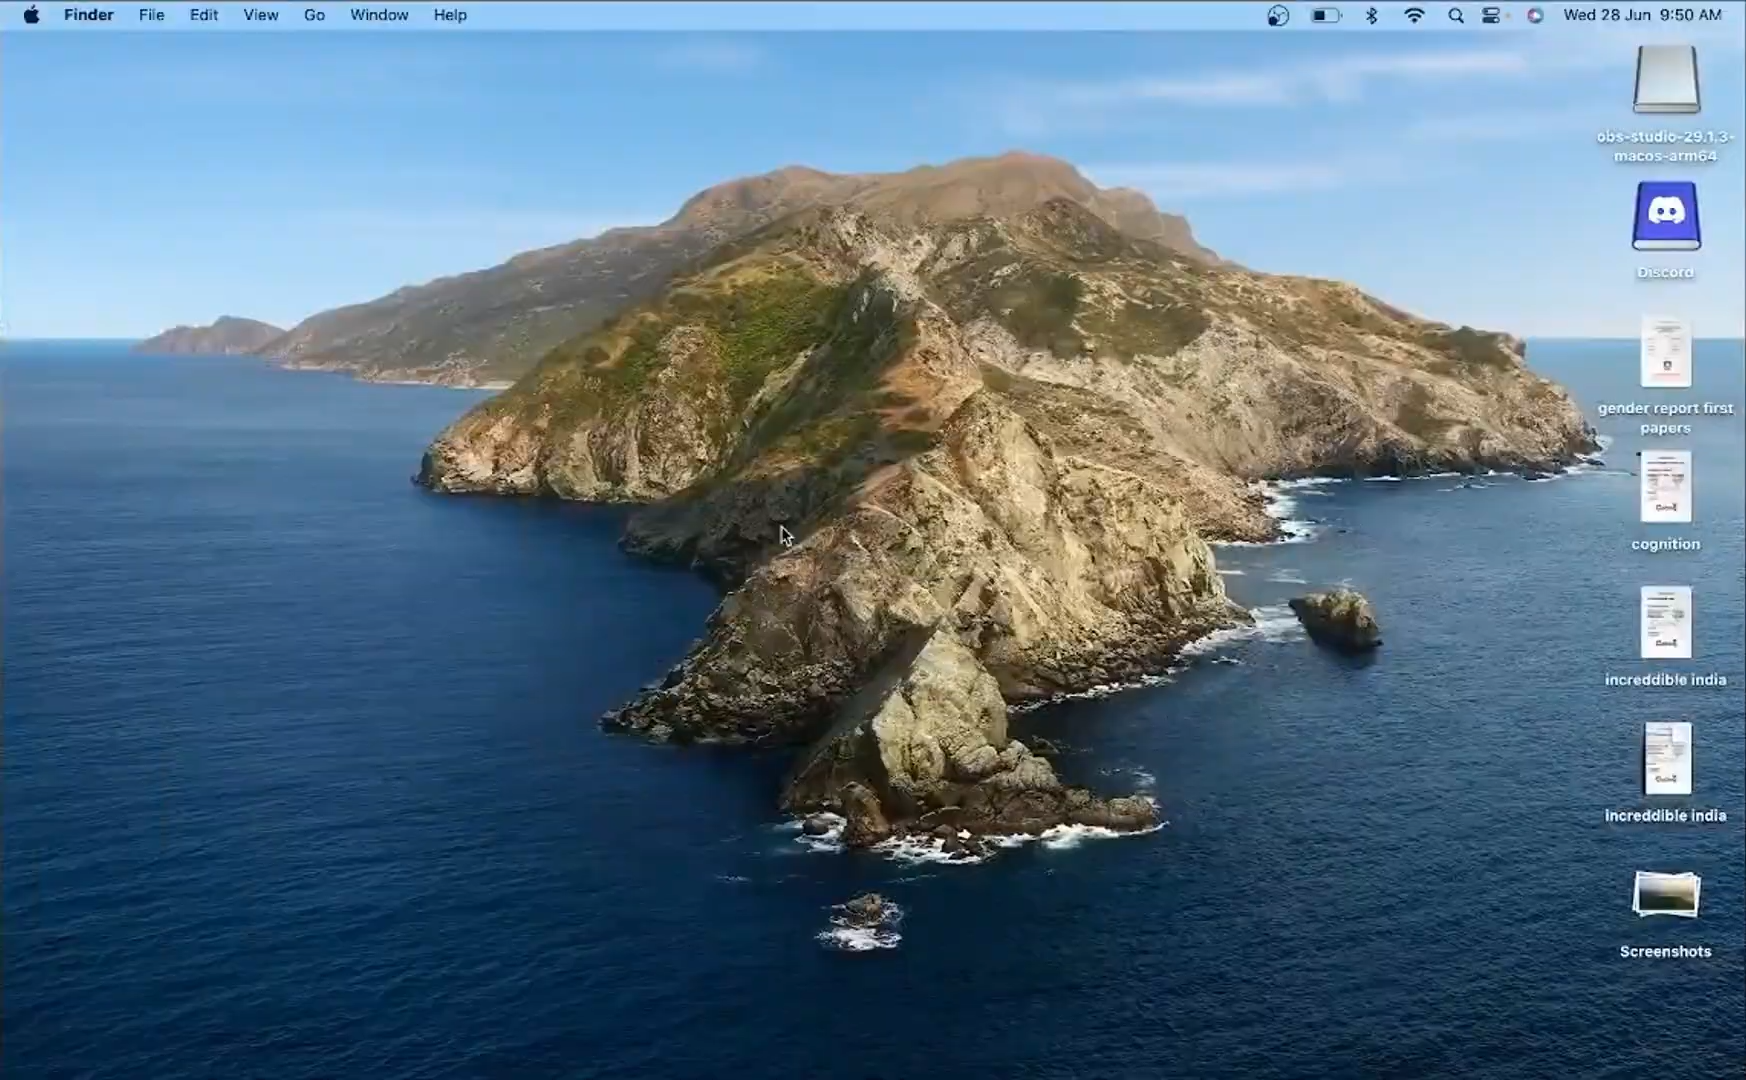 Finder File Edit View Go Window Help Wed 28 Jun 9:50 AM
obs-studio-29.1.3-
macos-arm64
Discord
gender report first
papers
cognition
increddible india
increddible india
Screenshots